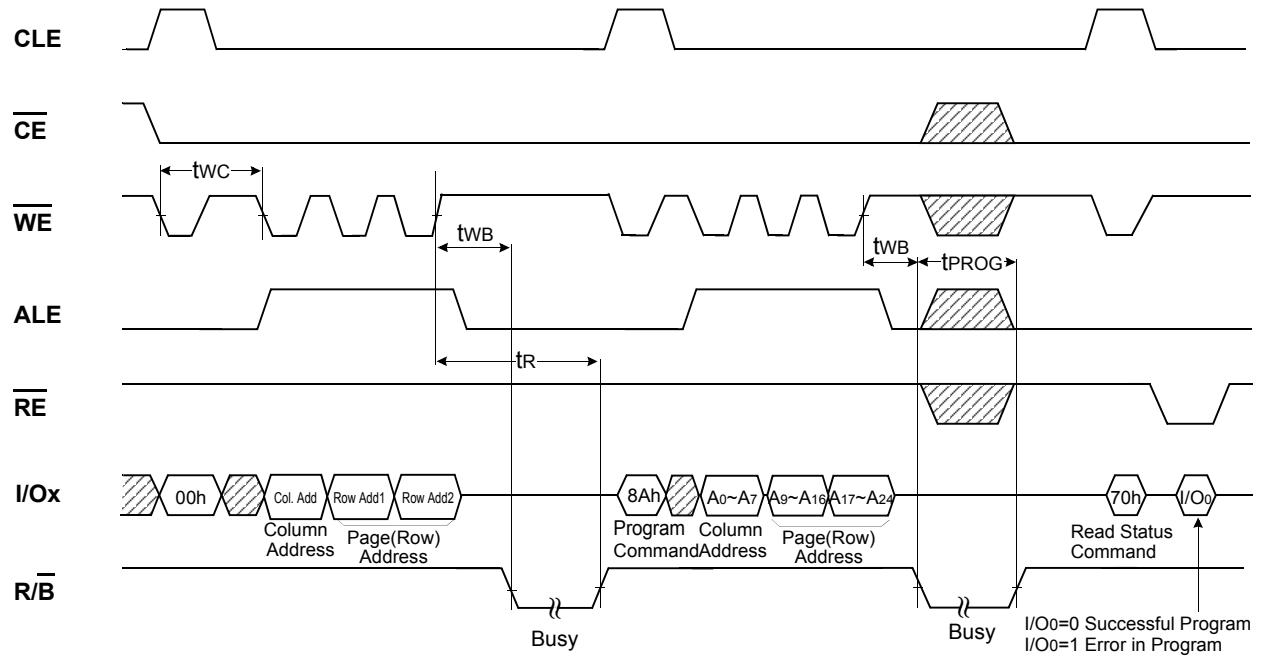 CLE
CE
tWC
WE
tWB
tWB
tPROG
ALE
tR
RE
I/Ox
00h
Col. Add
Row Add1
Row Add2
8Ah
A0~A7
A9~A16
A17~A24
70h
I/O0
Column
Address
Page(Row)
Address
Program
Command
Column
Address
Page(Row)
Address
Read Status
Command
R/B
Busy
Busy
I/O0=0 Successful Program
I/O0=1 Error in Program